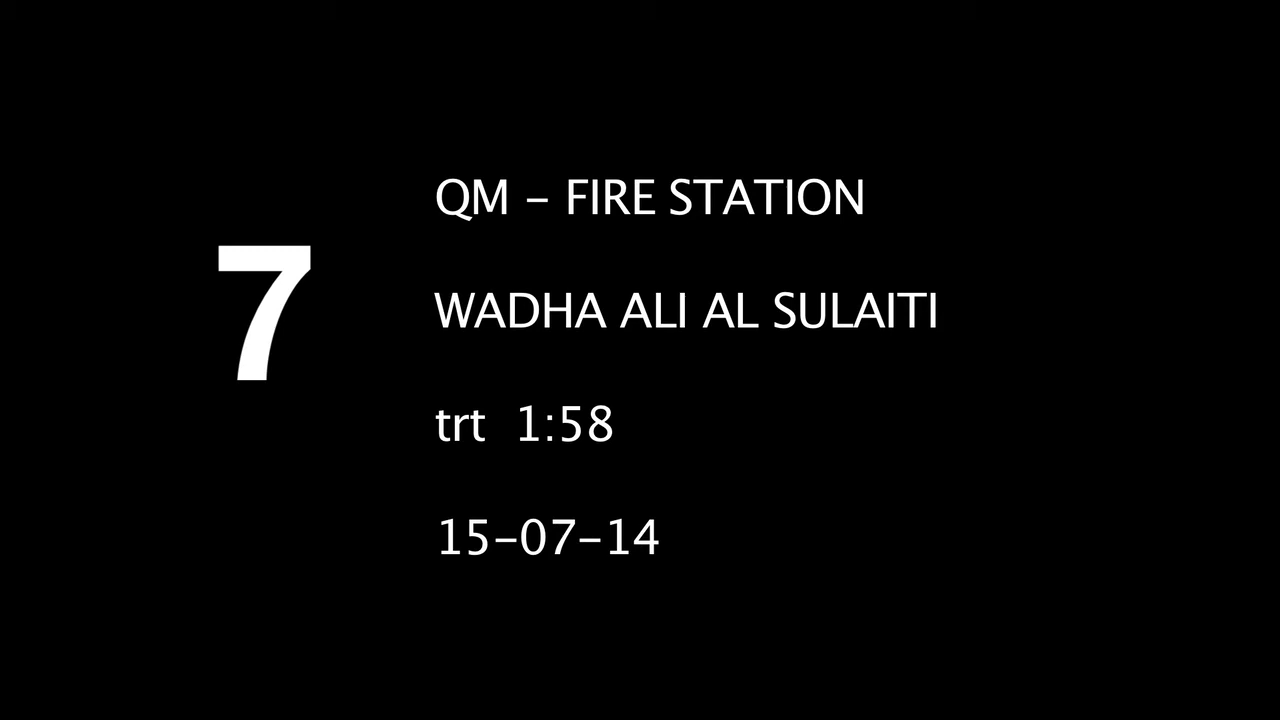 7
QM – FIRE STATION
WADHA ALI AL SULAITI
trt 1:58
15–07–14